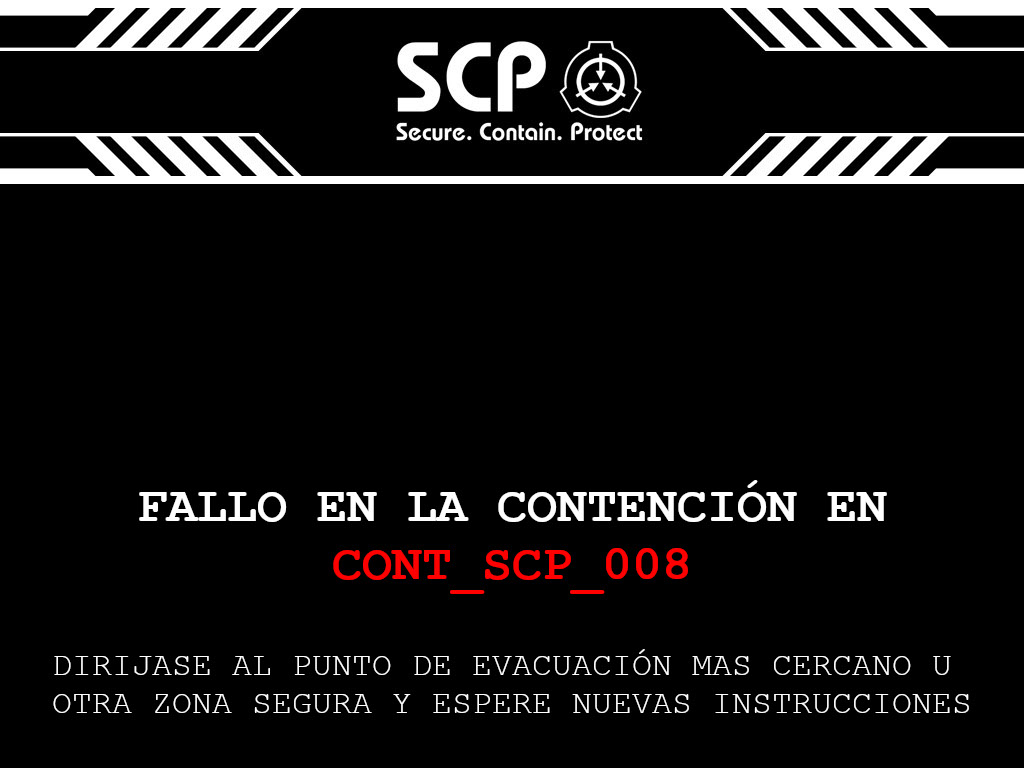 SCP
Secure. Contain. Protect
FALLO EN LA CONTENCIÓN EN
CONT_SCP_008
DIRIJASE AL PUNTO DE EVACUACIÓN MAS CERCANO U
OTRA ZONA SEGURA Y ESPERE NUEVAS INSTRUCCIONES